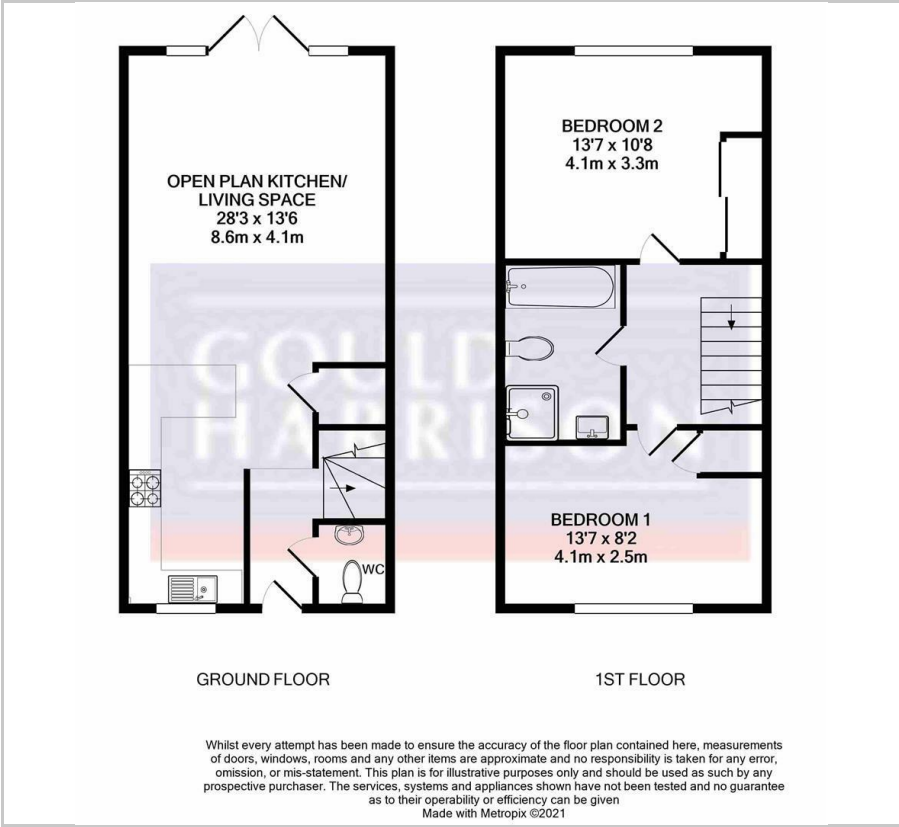 OPEN PLAN KITCHEN/
LIVING SPACE
28'3 x 13'6
8.6m x 4.1m
WC
GROUND FLOOR
BEDROOM 2
13'7 x 10'8
4.1m x 3.3m
BEDROOM 1
13'7 x 8'2
4.1m x 2.5m
1ST FLOOR
GOULD
HARRISON
Whilst every attempt has been made to ensure the accuracy of the floor plan contained here, measurements
of doors, windows, rooms and any other items are approximate and no responsibility is taken for any error,
omission, or mis-statement. This plan is for illustrative purposes only and should be used as such by any
prospective purchaser. The services, systems and appliances shown have not been tested and no guarantee
as to their operability or efficiency can be given
Made with Metropix ©2021